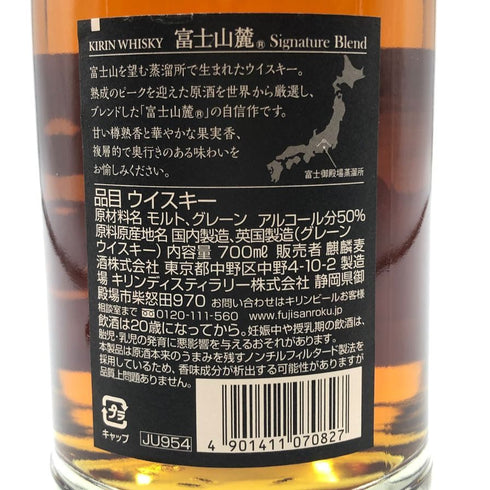 KIRIN WHISKY 富士山麓® Signature Blend
富士山を望む蒸溜所で生まれたウイスキー。
熟成のピークを迎えた原酒を世界から厳選し、
ブレンドした「富士山麓®」の自信作です。
甘い樽熟香と華やかな果実香、
複層的で奥行きのある味わいを
お愉しみください。
富士御殿場蒸溜所
品目 ウイスキー
原材料名 モルト、グレーン アルコール分50%
原料原産地名 国内製造、英国製造(グレーン
ウイスキー) 内容量 700㎖ 販売者 麒麟麦
酒株式会社 東京都中野区中野4-10-2 製造
場 キリンディスティラリー株式会社 静岡県御
殿場市柴怒田970 お問い合わせはキリンビールお客様
相談室まで 0120-111-560 www.fujisanroku.jp/
飲酒は20歳になってから。妊娠中や授乳期の飲酒は、
胎児・乳児の発育に悪影響を与えるおそれがあります。
本製品は原酒本来のうまみを残すノンチルフィルタード製法を
採用しているため、香味成分が析出する可能性がありますが
品質上問題ありません。
プラ
キャップ
JU954
4 901411 070827